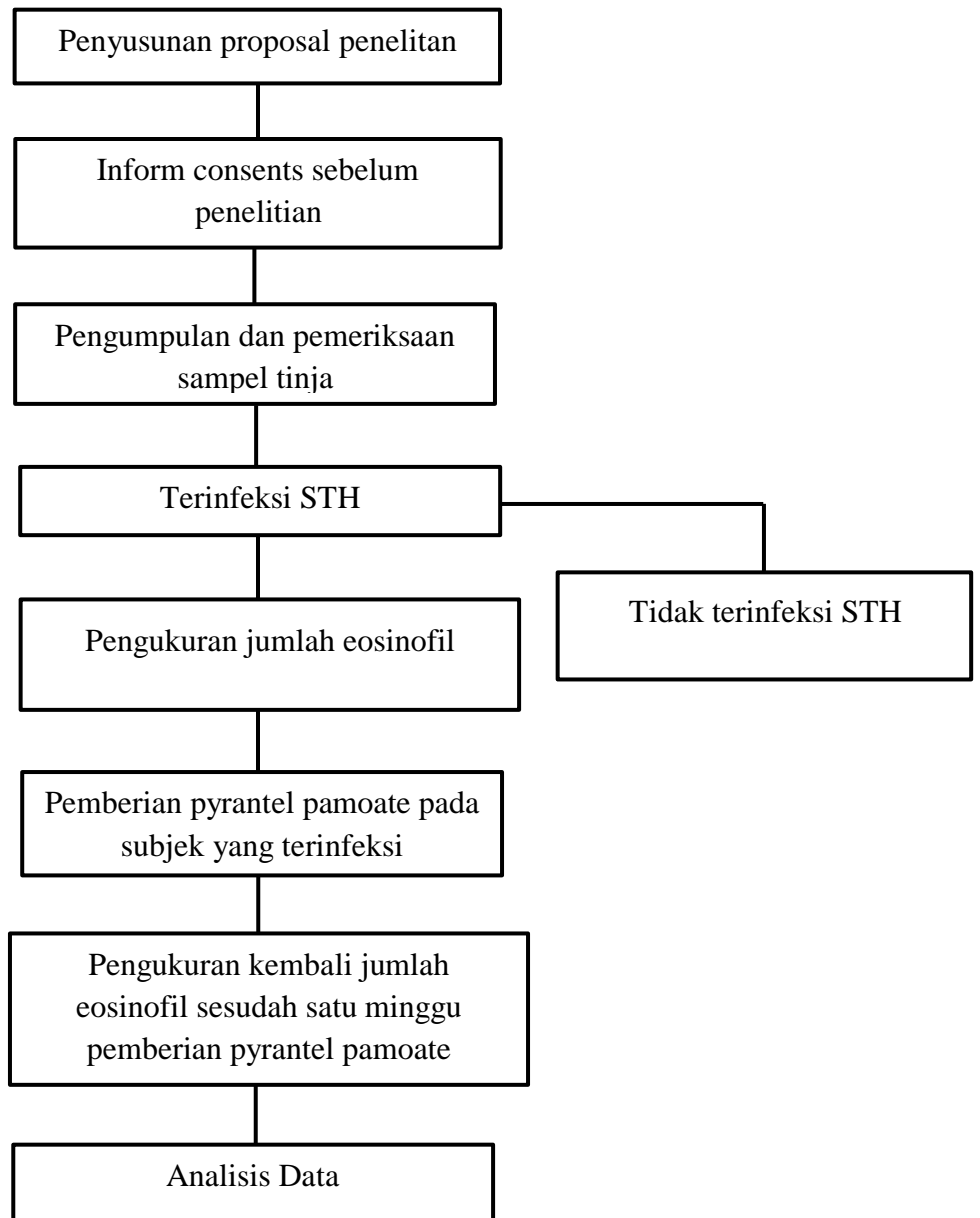 Penyusunan proposal penelitan
Inform consents sebelum
penelitian
Pengumpulan dan pemeriksaan
sampel tinja
Terinfeksi STH
Tidak terinfeksi STH
Pengukuran jumlah eosinofil
Pemberian pyrantel pamoate pada
subjek yang terinfeksi
Pengukuran kembali jumlah
eosinofil sesudah satu minggu
pemberian pyrantel pamoate
Analisis Data